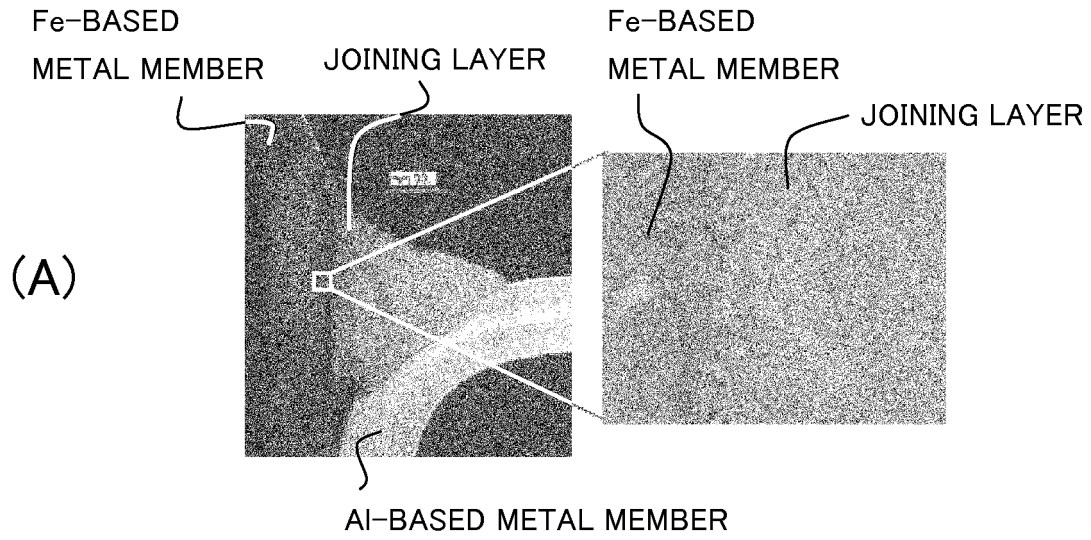 Fe-BASED
METAL MEMBER
JOINING LAYER
Fe-BASED
METAL MEMBER
JOINING LAYER
(A)
Al-BASED METAL MEMBER